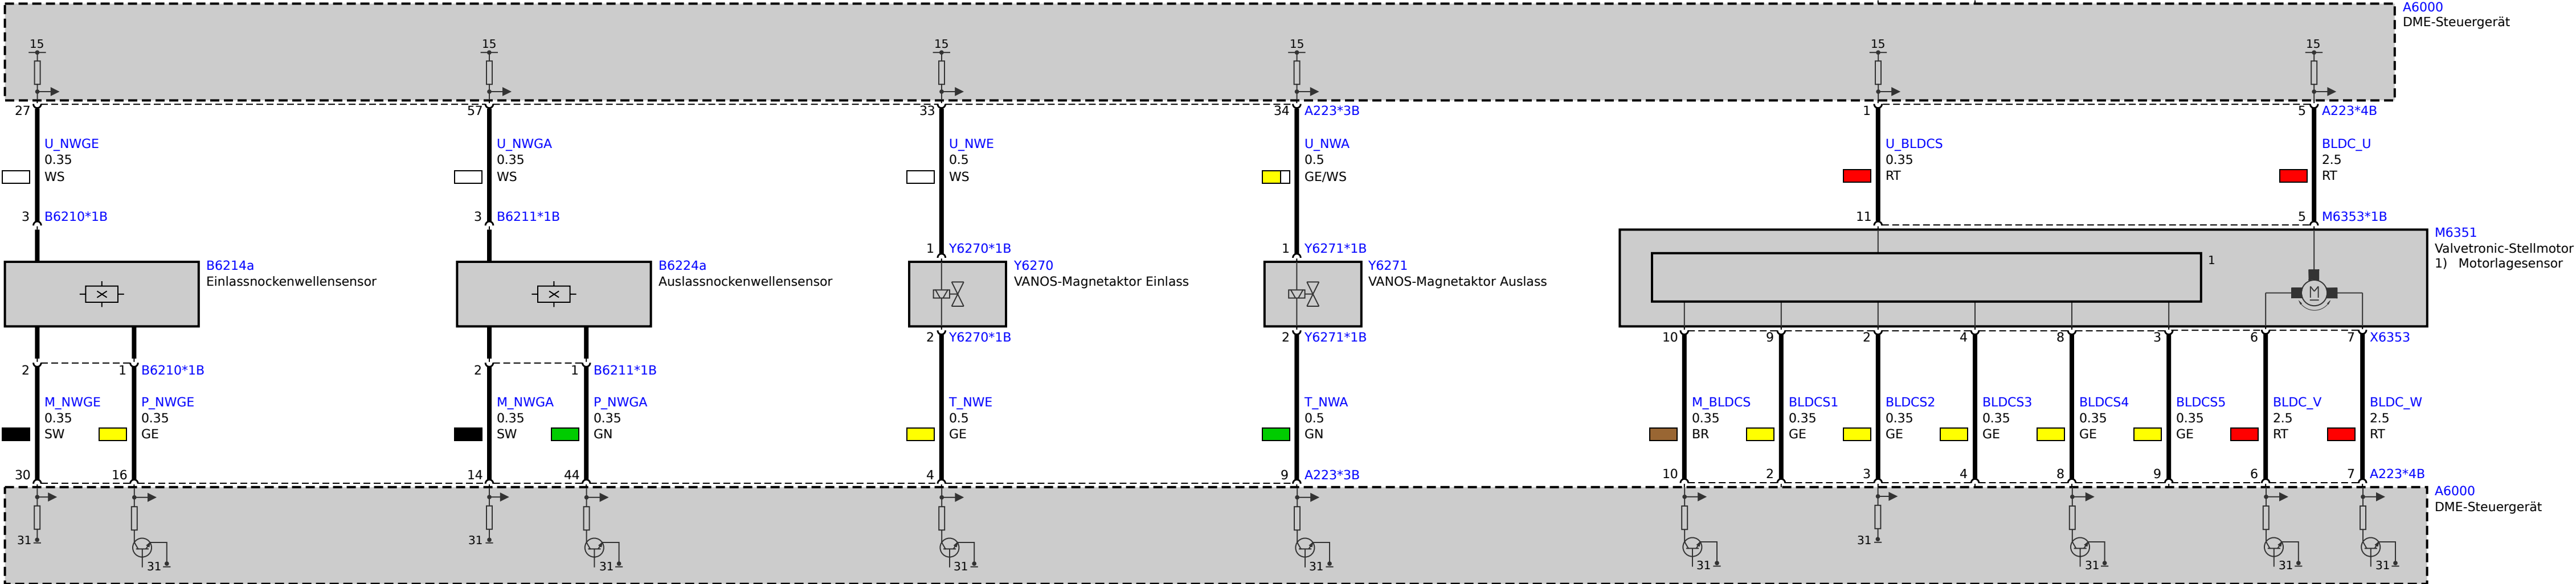 A6000
DME-Steuergerät
15 15 15 15 15 15
27 57 33 34 A223*3B 1 5 A223*4B
U_NWGE U_NWGA U_NWE U_NWA U_BLDCS BLDC_U
0.35 0.35 0.5 0.5 0.35 2.5
WS WS WS GE/WS RT RT
3 B6210*1B 3 B6211*1B 11 5 M6353*1B
M6351
1 Y6270*1B 1 Y6271*1B Valvetronic-Stellmotor
B6214a B6224a Y6270 Y6271 1 1) Motorlagesensor
Einlassnockenwellensensor Auslassnockenwellensensor VANOS-Magnetaktor Einlass VANOS-Magnetaktor Auslass
M
2 Y6270*1B 2 Y6271*1B 10 9 2 4 8 3 6 7 X6353
2 1 B6210*1B 2 1 B6211*1B
M_NWGE P_NWGE M_NWGA P_NWGA T_NWE T_NWA M_BLDCS BLDCS1 BLDCS2 BLDCS3 BLDCS4 BLDCS5 BLDC_V BLDC_W
0.35 0.35 0.35 0.35 0.5 0.5 0.35 0.35 0.35 0.35 0.35 0.35 2.5 2.5
SW GE SW GN GE GN BR GE GE GE GE GE RT RT
30 16 14 44 4 9 A223*3B 10 2 3 4 8 9 6 7 A223*4B
A6000
DME-Steuergerät
31 31 31
31 31 31 31 31 31 31 31